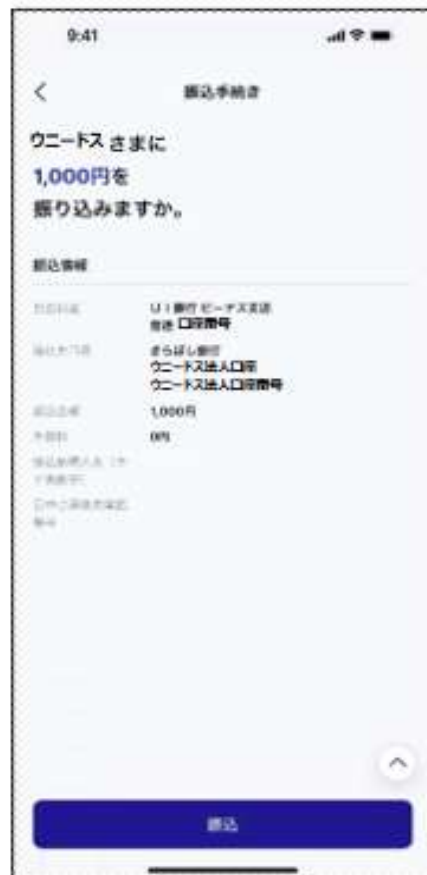 9:41
振込手続き
ウニードス さまに
1,000円を
振り込みますか。
振込情報
UI銀行 ビーナス支店
普通 口座番号
きらぼし銀行
ウニードス法人口座
ウニードス法人口座番号
振込金額 1,000円
手数料 0円
振込